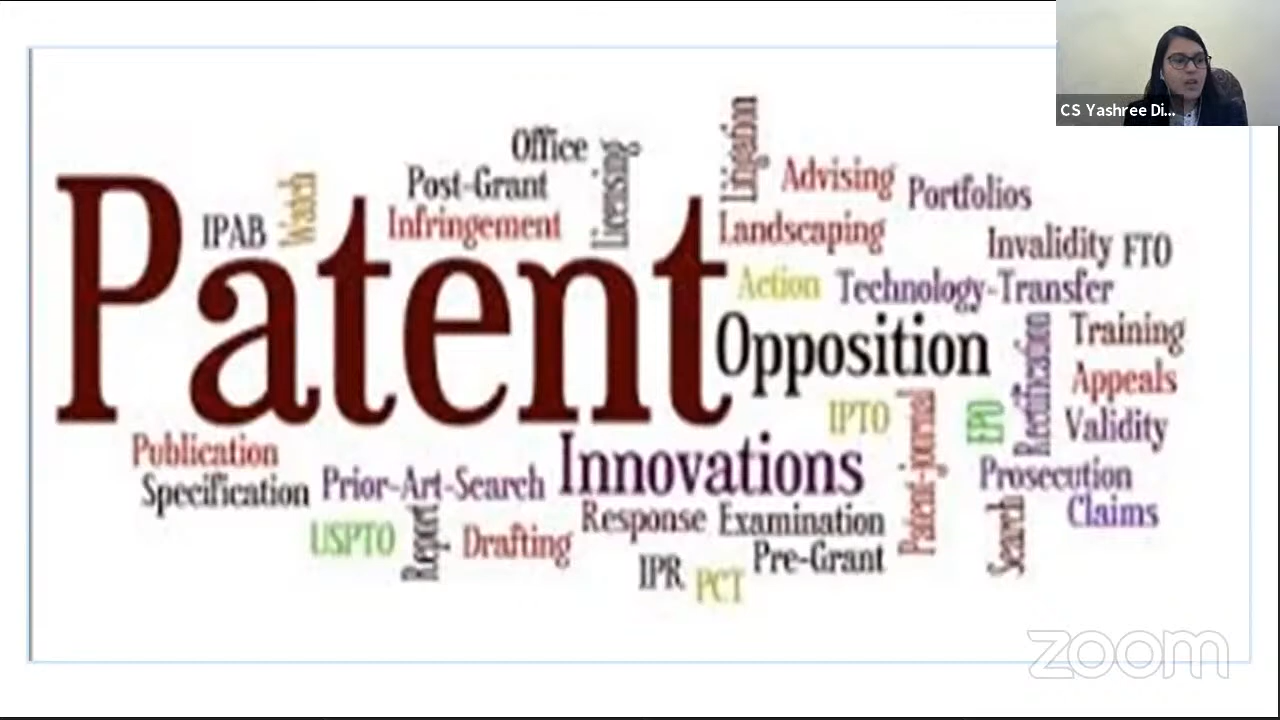 CS Yashree Di...
Office
Licensing
Litigation
Post-Grant
Advising
Portfolios
IPAB
Watch
Infringement
Landscaping
Invalidity
FTO
Patent
Action
Technology-Transfer
Opposition
Rectification
Training
Appeals
IPTO
Patent-journal
EPO
Validity
Publication
Specification
Prior-Art-Search
Innovations
Prosecution
Search
Claims
USPTO
Report
Drafting
Response
Examination
IPR
PCT
Pre-Grant
zoom